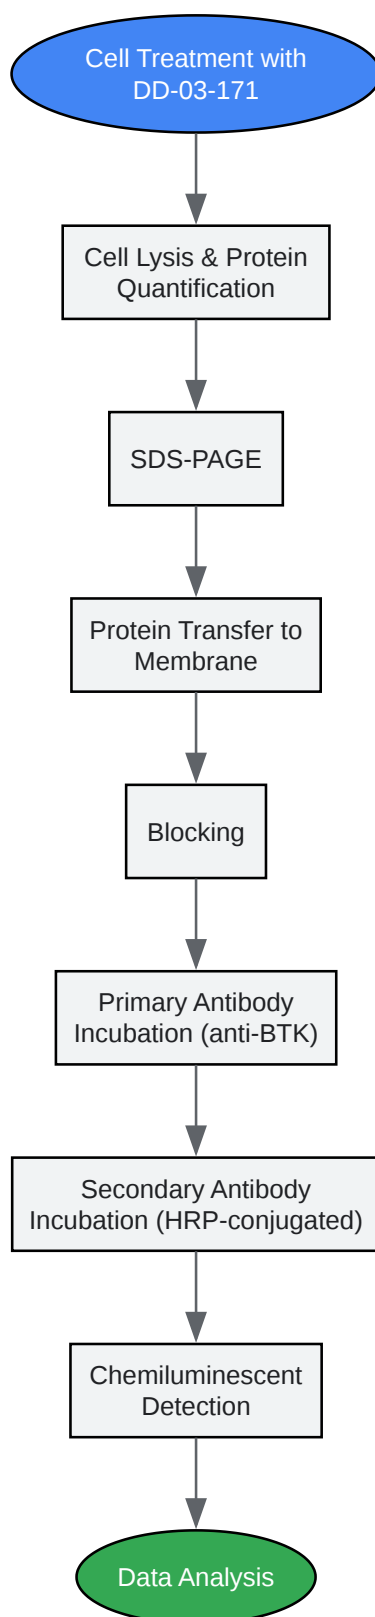 Cell Treatment with
DD-03-171
Cell Lysis & Protein
Quantification
SDS-PAGE
Protein Transfer to
Membrane
Blocking
Primary Antibody
Incubation (anti-BTK)
Secondary Antibody
Incubation (HRP-conjugated)
Chemiluminescent
Detection
Data Analysis